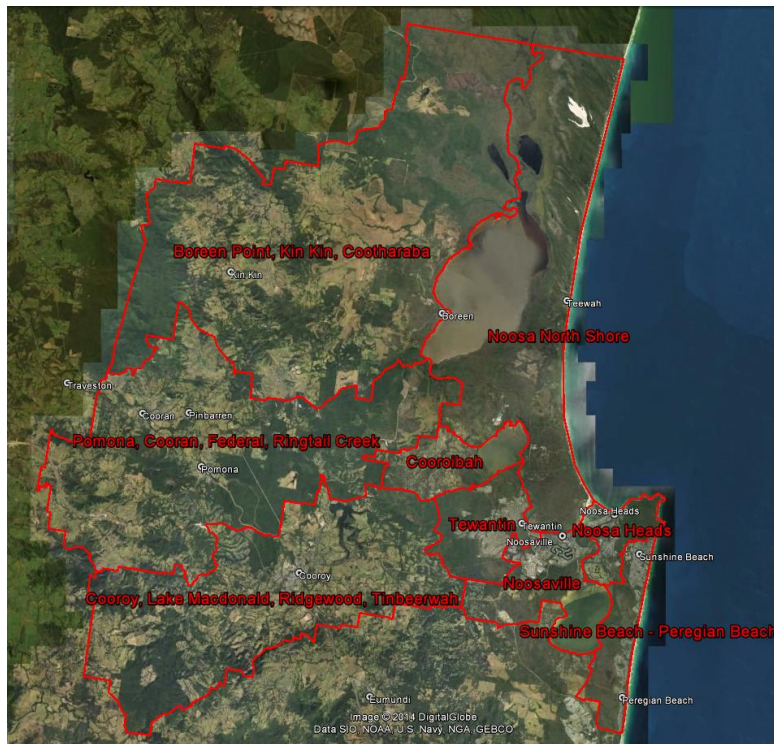 Boreen Point, Kin Kin, Cootharaba
Kin Kin
Teewah
Boreen
Noosa North Shore
Traveston
Cooran
Pinbarren
Pomona, Cooran, Federal, Ringtail Creek
Cooroibah
Pomona
Noosa Heads
Tewantin
Tewantin
Noosa Heads
Noosaville
Sunshine Beach
Cooroy
Noosaville
Cooroy, Lake Macdonald, Ridgewood, Tinbeerwah
Sunshine Beach - Peregian Beach
Eumundi
Peregian Beach
Image © 2014 DigitalGlobe
Data SIO, NOAA, U.S. Navy, NGA, GEBCO